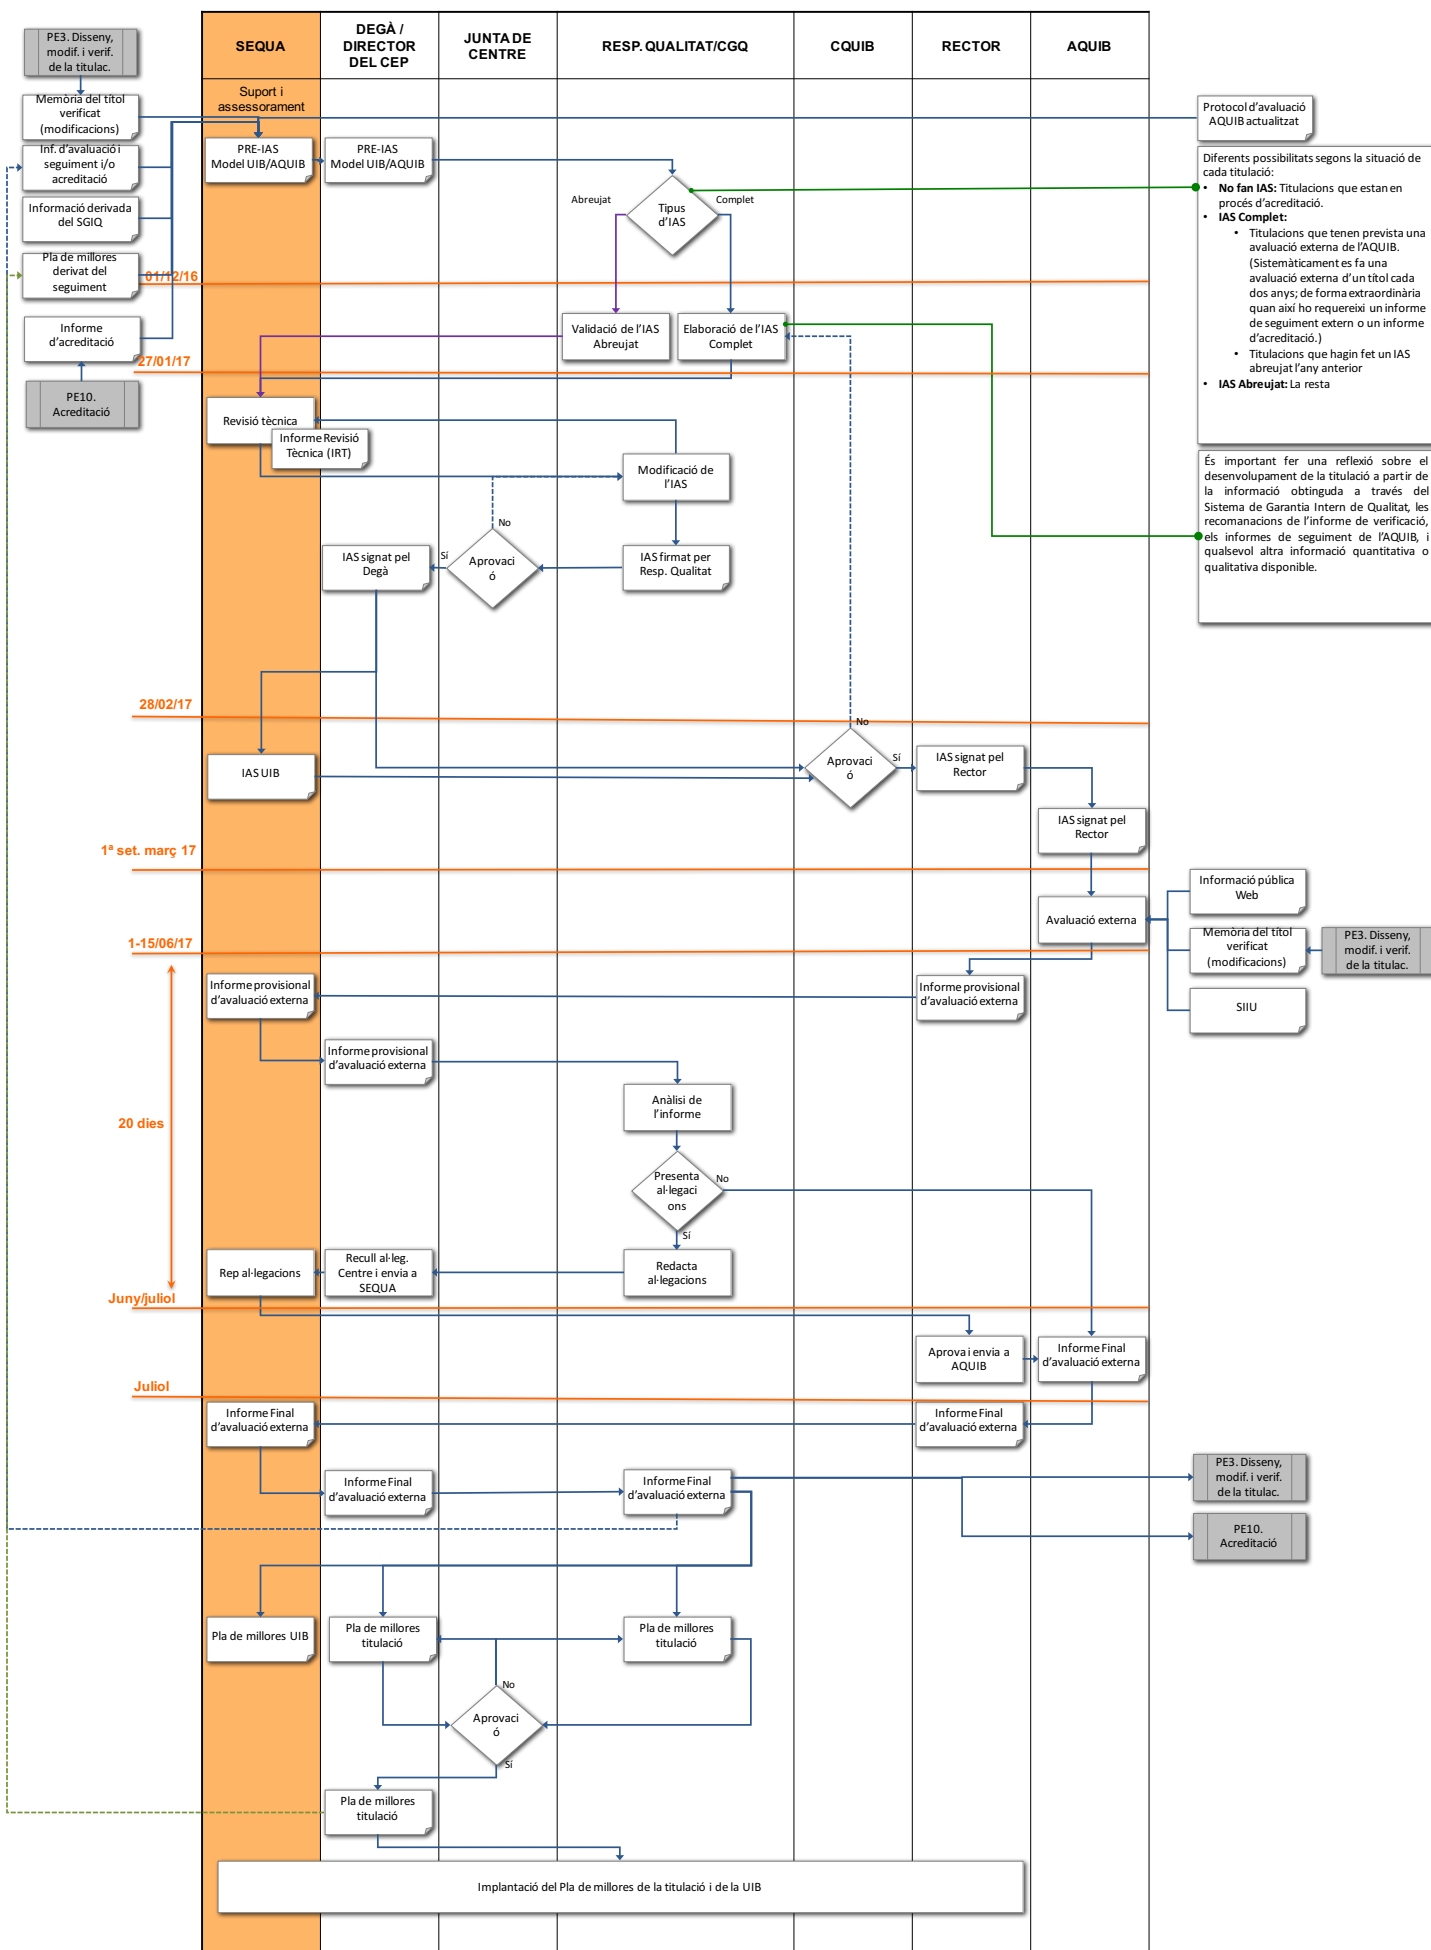 SEQUA
DEGÀ /
DIRECTOR
DEL CEP
JUNTA DE
CENTRE
RESP. QUALITAT/CGQ
CQUIB
RECTOR
AQUIB
PE3. Disseny,
modif. i verif.
de la titulac.
Memòria del títol
verificat
(modificacions)
Inf. d'avaluació i
seguiment i/o
acreditació
Informació derivada
del SGIQ
Pla de millores
derivat del
seguiment
Informe
d'acreditació
PE10.
Acreditació
Suport i
assessorament
PRE-IAS
Model UIB/AQUIB
PRE-IAS
Model UIB/AQUIB
Abreujat
Tipus
d'IAS
Complet
Protocol d'avaluació
AQUIB actualitzat
Diferents possibilitats segons la situació de
cada titulació:
• No fan IAS: Titulacions que estan en
procés d'acreditació.
• IAS Complet:
• Titulacions que tenen prevista una
avaluació externa de l'AQUIB.
(Sistemàticament es fa una
avaluació externa d'un títol cada
dos anys; de forma extraordinària
quan així ho requereixi un informe
de seguiment extern o un informe
d'acreditació.)
• Titulacions que hagin fet un IAS
abreujat l'any anterior
• IAS Abreujat: La resta
01/12/16
Validació de l'IAS
Abreujat
Elaboració de l'IAS
Complet
27/01/17
Revisió tècnica
Informe Revisió
Tècnica (IRT)
Modificació de
l'IAS
És important fer una reflexió sobre el
desenvolupament de la titulació a partir de
la informació obtinguda a través del
Sistema de Garantia Intern de Qualitat, les
recomanacions de l'informe de verificació,
els informes de seguiment de l'AQUIB, i
qualsevol altra informació quantitativa o
qualitativa disponible.
No
IAS signat pel
Degà
Sí
Aprovaci
ó
IAS firmat per
Resp. Qualitat
28/02/17
No
IAS UIB
Aprovaci
ó
Sí
IAS signat pel
Rector
IAS signat pel
Rector
1ª set. març 17
Avaluació externa
Informació pública
Web
Memòria del títol
verificat
(modificacions)
PE3. Disseny,
modif. i verif.
de la titulac.
SIIU
1-15/06/17
Informe provisional
d'avaluació externa
Informe provisional
d'avaluació externa
Informe provisional
d'avaluació externa
Anàlisi de
l'informe
20 dies
Presenta
al·legaci
ons
No
Sí
Rep al·legacions
Recull al·leg.
Centre i envia a
SEQUA
Redacta
al·legacions
Juny/juliol
Aprova i envia a
AQUIB
Informe Final
d'avaluació externa
Juliol
Informe Final
d'avaluació externa
Informe Final
d'avaluació externa
Informe Final
d'avaluació externa
Informe Final
d'avaluació externa
PE3. Disseny,
modif. i verif.
de la titulac.
PE10.
Acreditació
Pla de millores UIB
Pla de millores
titulació
Pla de millores
titulació
No
Aprovaci
ó
Sí
Pla de millores
titulació
Implantació del Pla de millores de la titulació i de la UIB